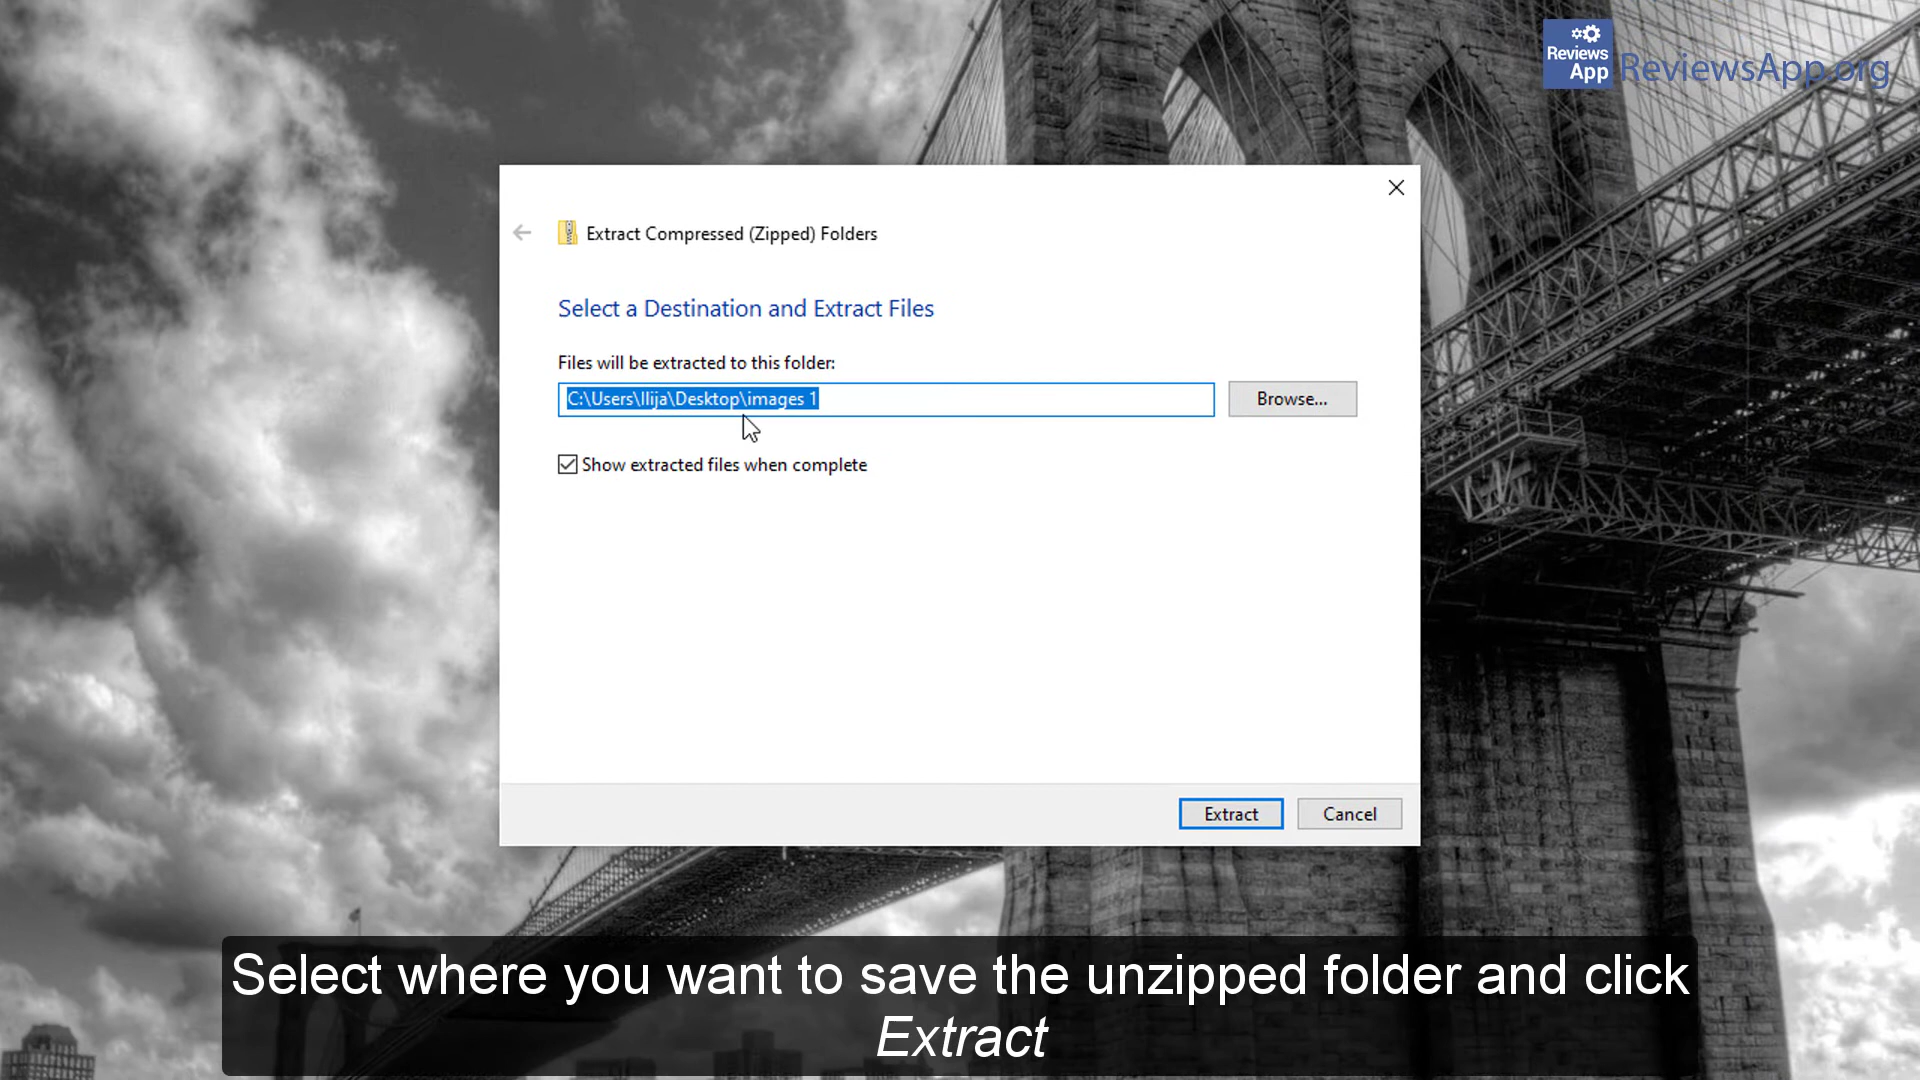 Reviews
App
ReviewsApp.org
Extract Compressed (Zipped) Folders
Select a Destination and Extract Files
Files will be extracted to this folder:
C:\Users\Ilija\Desktop\images 1
Browse...
Show extracted files when complete
Extract
Cancel
Select where you want to save the unzipped folder and click
Extract